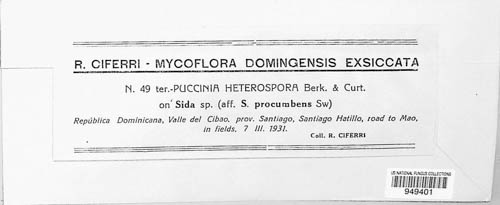 R. CIFERRI - MYCOFLORA DOMINGENSIS EXSICCATA
N. 49 ter.-PUCCINIA HETEROSPORA Berk. & Curt.
on Sida sp. (aff. S. procumbens Sw)
República Dominicana, Valle del Cibao, prov. Santiago, Santiago Hatillo, road to Mao,
in fields, 7 III. 1931.
Coll. R. CIFERRI
US NATIONAL FUNGUS COLLECTIONS
949401